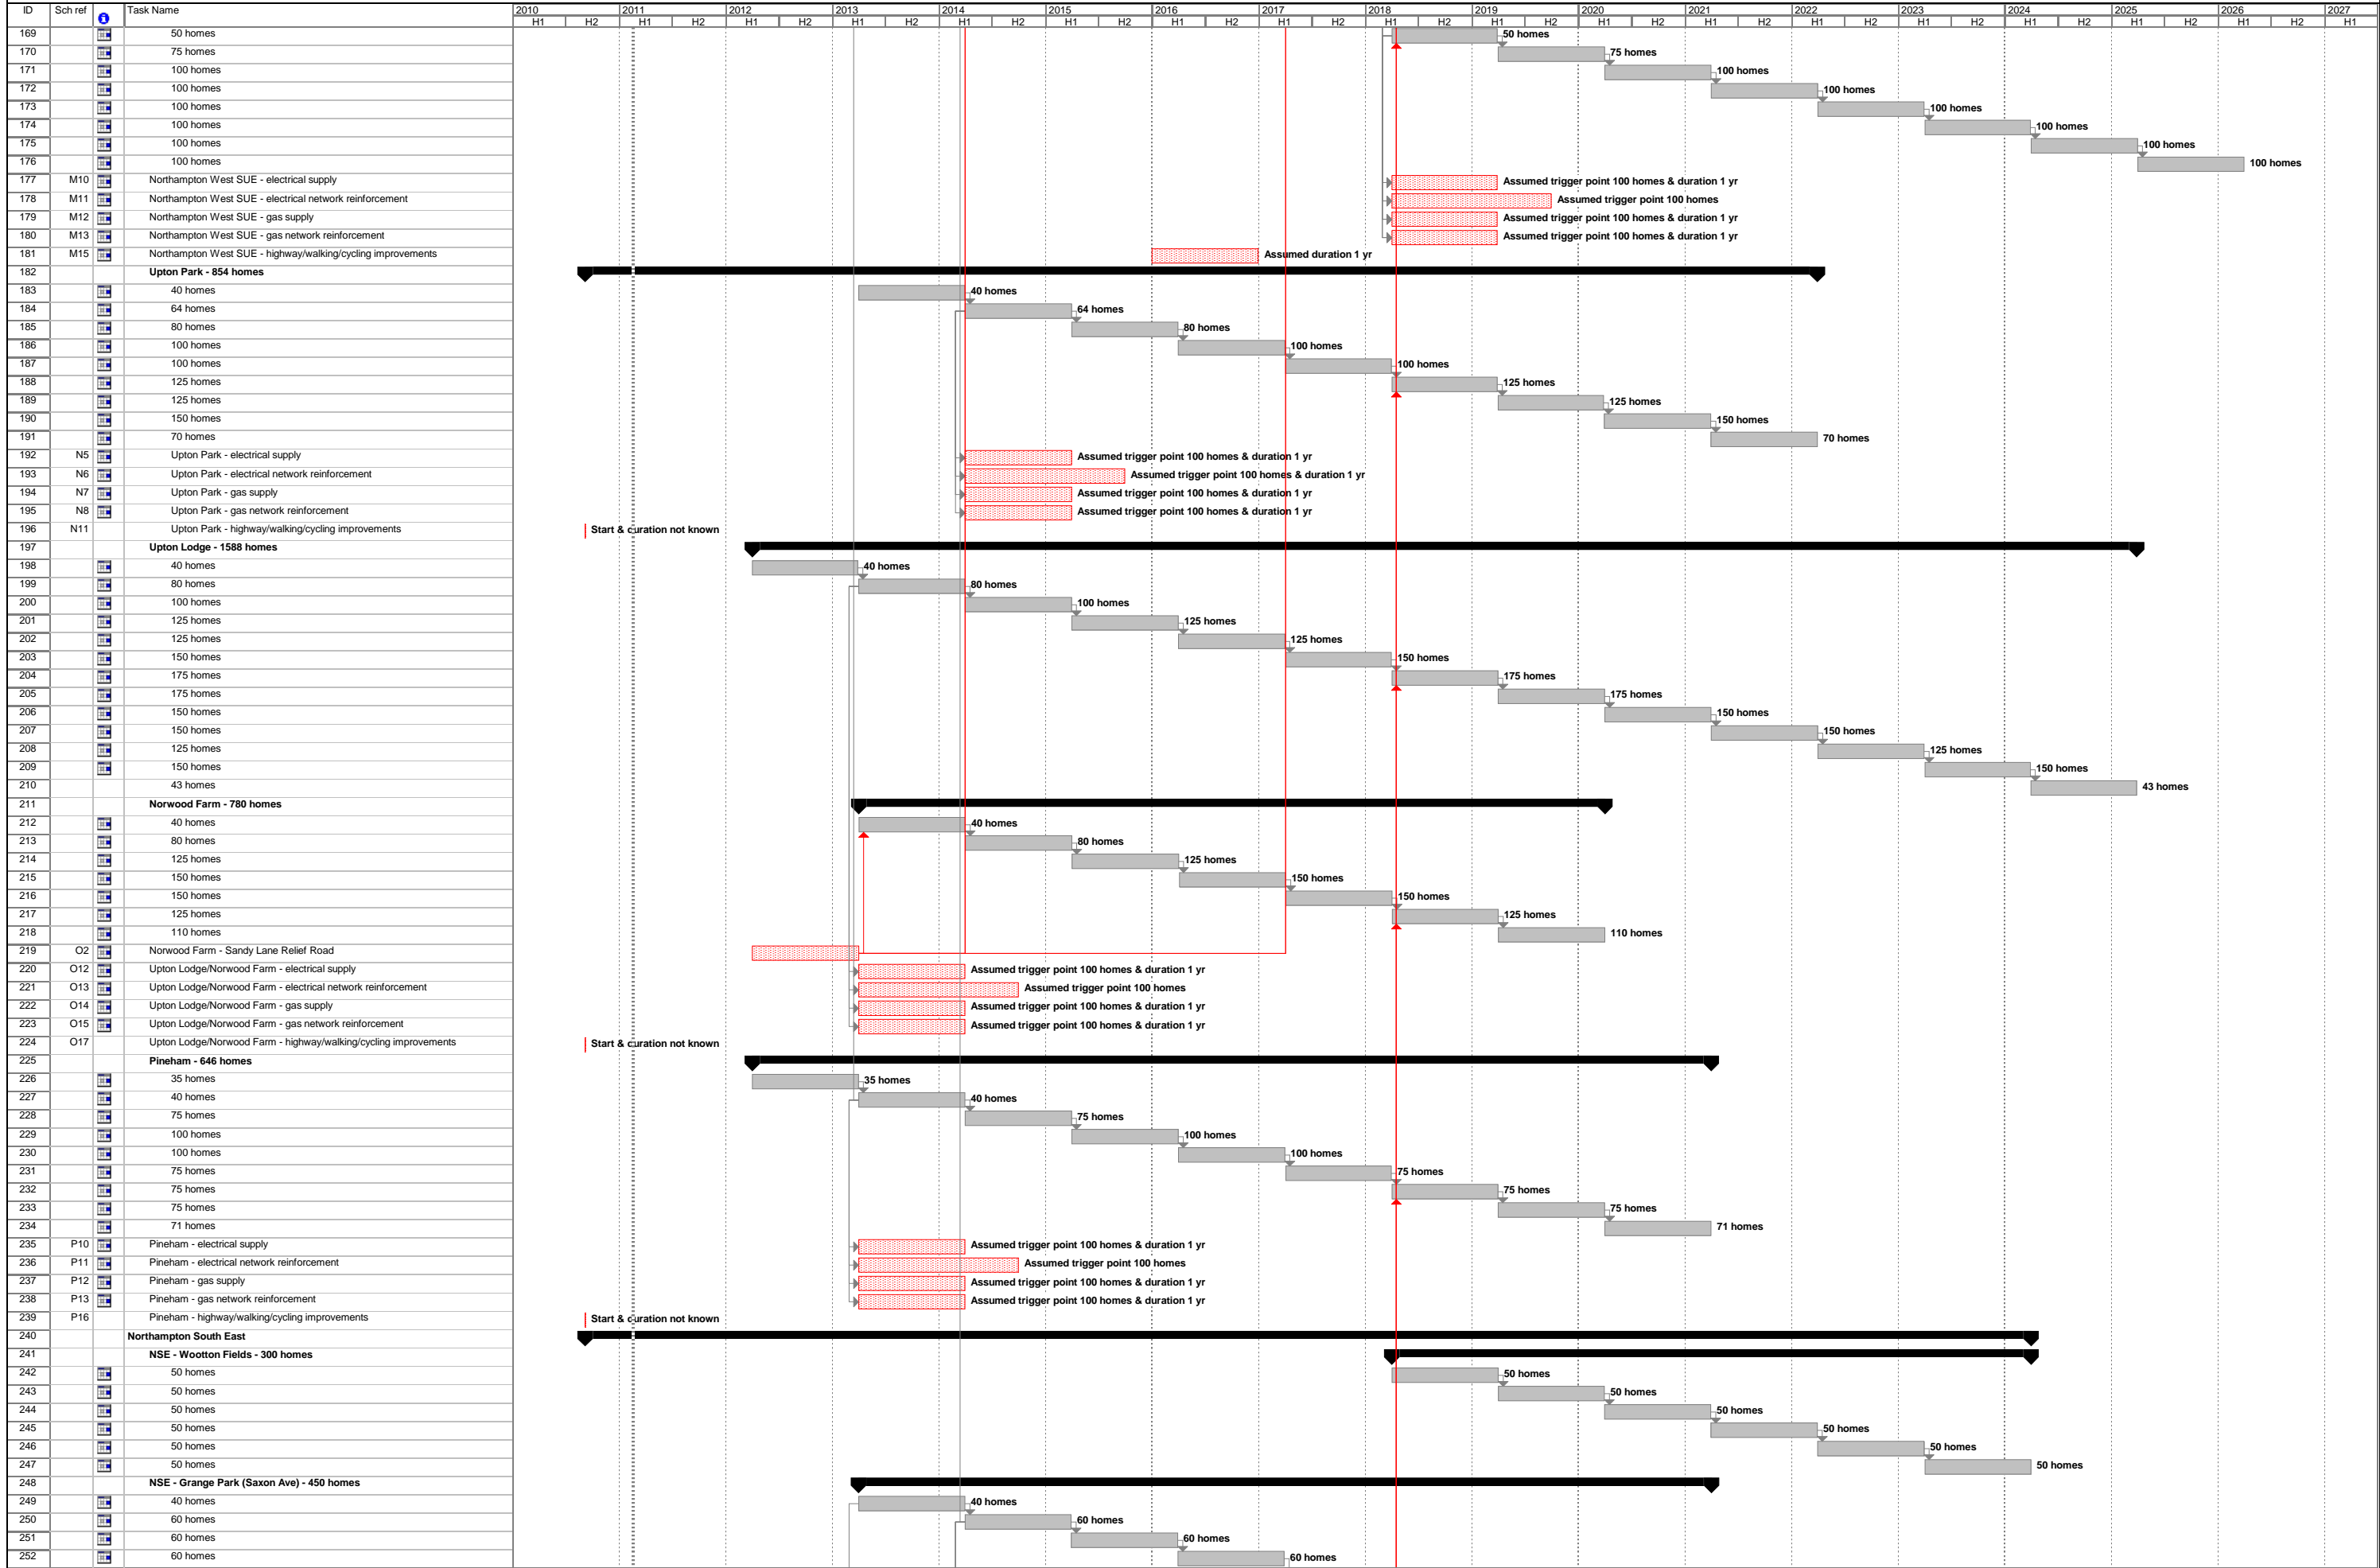 ID Sch ref Task Name 2010 2011 2012 2013 2014 2015 2016 2017 2018 2019 2020 2021 2022 2023 2024 2025 2026 2027
H1 H2 H1 H2 H1 H2 H1 H2 H1 H2 H1 H2 H1 H2 H1 H2 H1 H2 H1 H2 H1 H2 H1 H2 H1 H2 H1 H2 H1 H2 H1 H2 H1 H2 H1
169 50 homes 50 homes
170 75 homes 75 homes
171 100 homes 100 homes
172 100 homes 100 homes
173 100 homes 100 homes
174 100 homes 100 homes
175 100 homes 100 homes
176 100 homes 100 homes
177 M10 Northampton West SUE - electrical supply Assumed trigger point 100 homes & duration 1 yr
178 M11 Northampton West SUE - electrical network reinforcement Assumed trigger point 100 homes
179 M12 Northampton West SUE - gas supply Assumed trigger point 100 homes & duration 1 yr
180 M13 Northampton West SUE - gas network reinforcement Assumed trigger point 100 homes & duration 1 yr
181 M15 Northampton West SUE - highway/walking/cycling improvements Assumed duration 1 yr
182 Upton Park - 854 homes
183 40 homes 40 homes
184 64 homes 64 homes
185 80 homes 80 homes
186 100 homes 100 homes
187 100 homes 100 homes
188 125 homes 125 homes
189 125 homes 125 homes
190 150 homes 150 homes
191 70 homes 70 homes
192 N5 Upton Park - electrical supply Assumed trigger point 100 homes & duration 1 yr
193 N6 Upton Park - electrical network reinforcement Assumed trigger point 100 homes & duration 1 yr
194 N7 Upton Park - gas supply Assumed trigger point 100 homes & duration 1 yr
195 N8 Upton Park - gas network reinforcement Assumed trigger point 100 homes & duration 1 yr
196 N11 Upton Park - highway/walking/cycling improvements Start & duration not known
197 Upton Lodge - 1588 homes
198 40 homes 40 homes
199 80 homes 80 homes
200 100 homes 100 homes
201 125 homes 125 homes
202 125 homes 125 homes
203 150 homes 150 homes
204 175 homes 175 homes
205 175 homes 175 homes
206 150 homes 150 homes
207 150 homes 150 homes
208 125 homes 125 homes
209 150 homes 150 homes
210 43 homes 43 homes
211 Norwood Farm - 780 homes
212 40 homes 40 homes
213 80 homes 80 homes
214 125 homes 125 homes
215 150 homes 150 homes
216 150 homes 150 homes
217 125 homes 125 homes
218 110 homes 110 homes
219 O2 Norwood Farm - Sandy Lane Relief Road
220 O12 Upton Lodge/Norwood Farm - electrical supply Assumed trigger point 100 homes & duration 1 yr
221 O13 Upton Lodge/Norwood Farm - electrical network reinforcement Assumed trigger point 100 homes
222 O14 Upton Lodge/Norwood Farm - gas supply Assumed trigger point 100 homes & duration 1 yr
223 O15 Upton Lodge/Norwood Farm - gas network reinforcement Assumed trigger point 100 homes & duration 1 yr
224 O17 Upton Lodge/Norwood Farm - highway/walking/cycling improvements Start & duration not known
225 Pineham - 646 homes
226 35 homes 35 homes
227 40 homes 40 homes
228 75 homes 75 homes
229 100 homes 100 homes
230 100 homes 100 homes
231 75 homes 75 homes
232 75 homes 75 homes
233 75 homes 75 homes
234 71 homes 71 homes
235 P10 Pineham - electrical supply Assumed trigger point 100 homes & duration 1 yr
236 P11 Pineham - electrical network reinforcement Assumed trigger point 100 homes
237 P12 Pineham - gas supply Assumed trigger point 100 homes & duration 1 yr
238 P13 Pineham - gas network reinforcement Assumed trigger point 100 homes & duration 1 yr
239 P16 Pineham - highway/walking/cycling improvements Start & duration not known
240 Northampton South East
241 NSE - Wootton Fields - 300 homes
242 50 homes 50 homes
243 50 homes 50 homes
244 50 homes 50 homes
245 50 homes 50 homes
246 50 homes 50 homes
247 50 homes 50 homes
248 NSE - Grange Park (Saxon Ave) - 450 homes
249 40 homes 40 homes
250 60 homes 60 homes
251 60 homes 60 homes
252 60 homes 60 homes